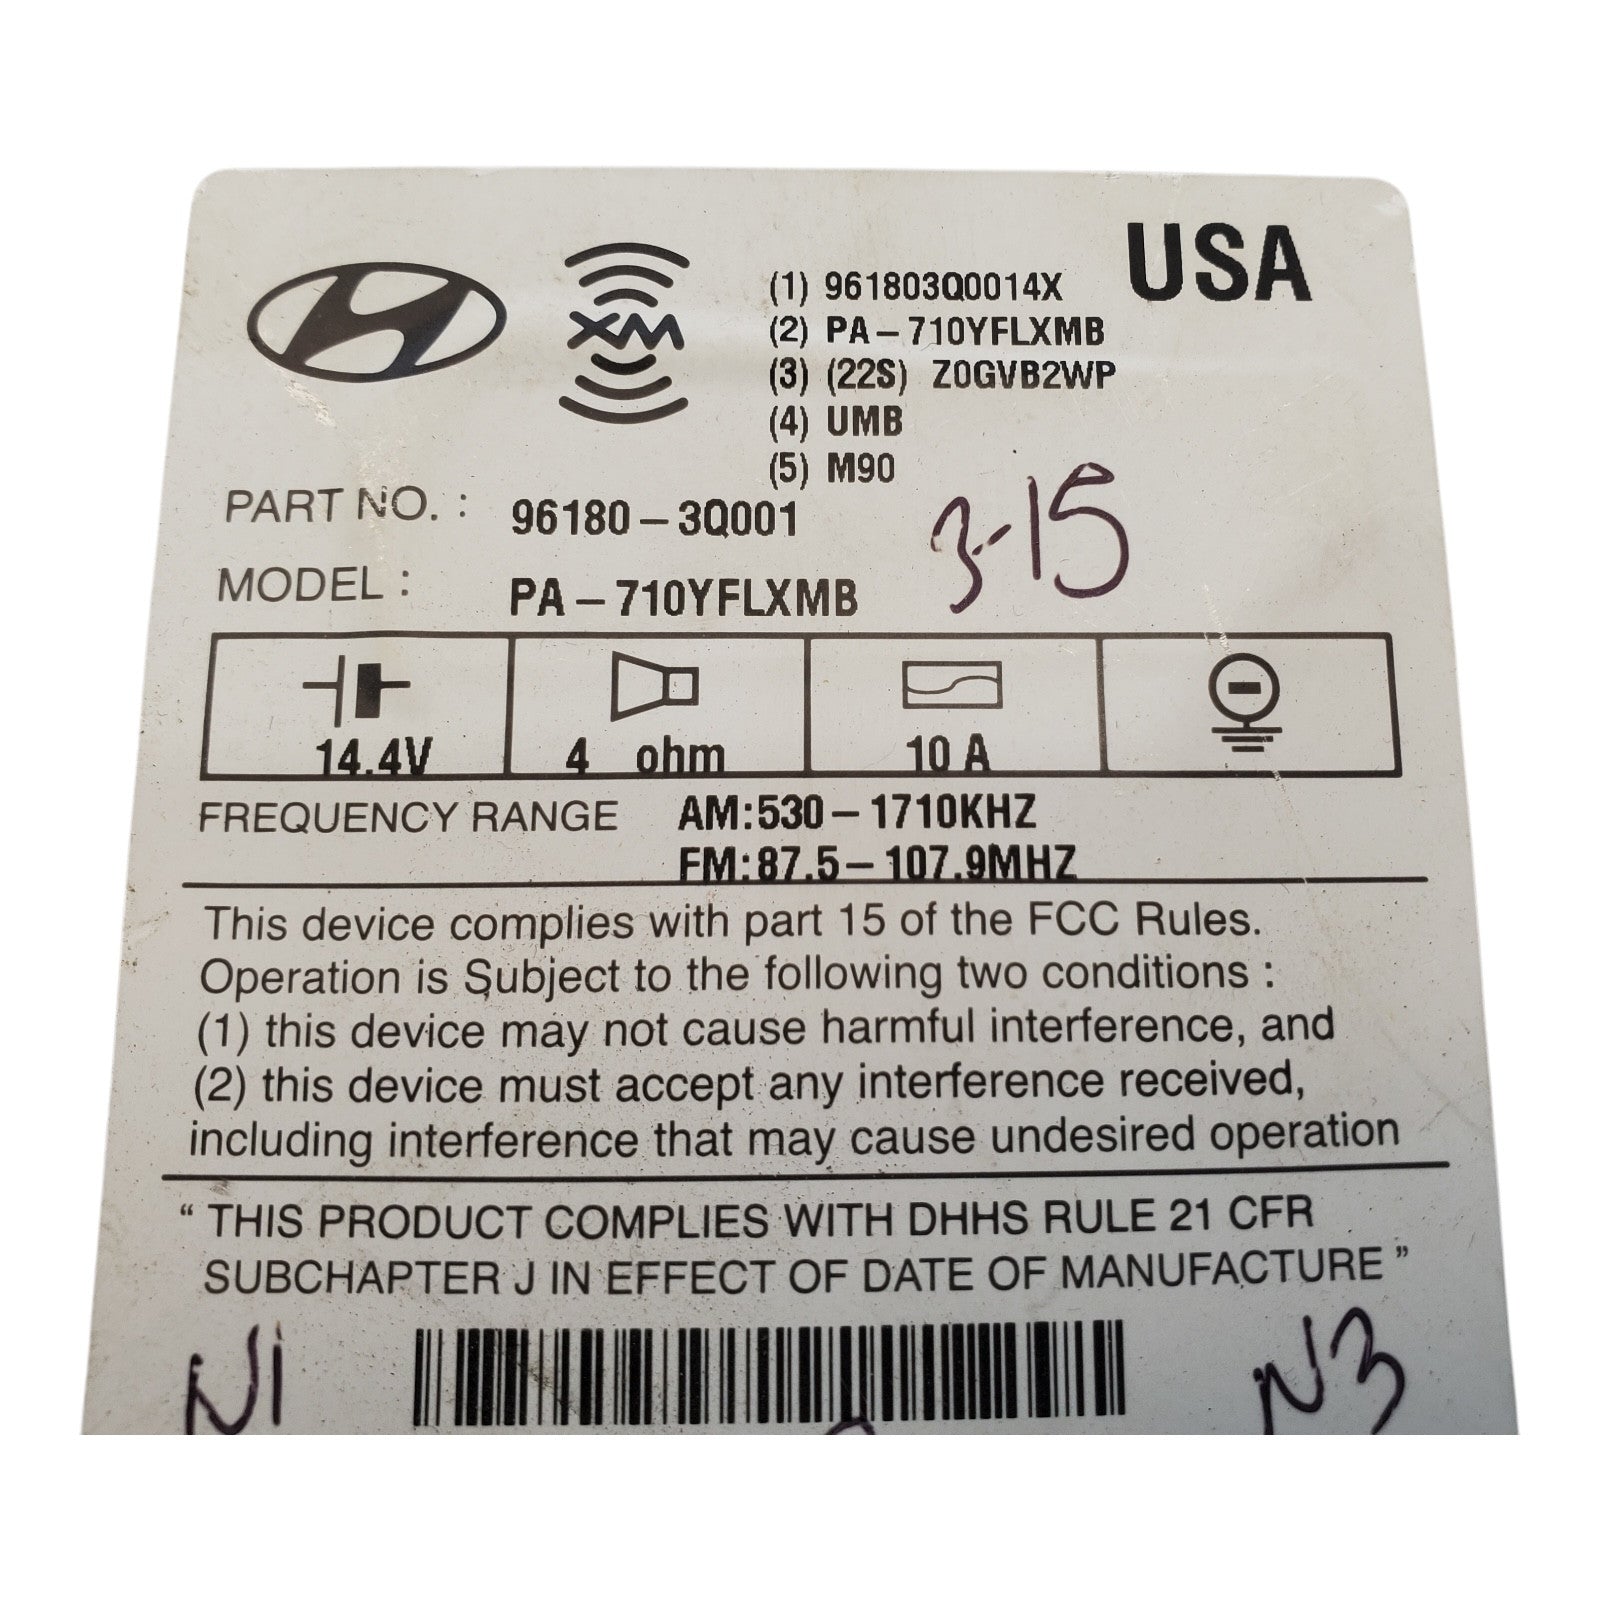 XM
USA
(1) 961803Q0014X
(2) PA-710YFLXMB
(3) (22S) Z0GVB2WP
(4) UMB
(5) M90
PART NO. : 96180-3Q001
3-15
MODEL : PA-710YFLXMB
14.4V 4 ohm 10 A
FREQUENCY RANGE AM:530-1710KHZ
FM:87.5-107.9MHZ
This device complies with part 15 of the FCC Rules.
Operation is Subject to the following two conditions :
(1) this device may not cause harmful interference, and
(2) this device must accept any interference received,
including interference that may cause undesired operation
“ THIS PRODUCT COMPLIES WITH DHHS RULE 21 CFR
SUBCHAPTER J IN EFFECT OF DATE OF MANUFACTURE ”
Ni
N3